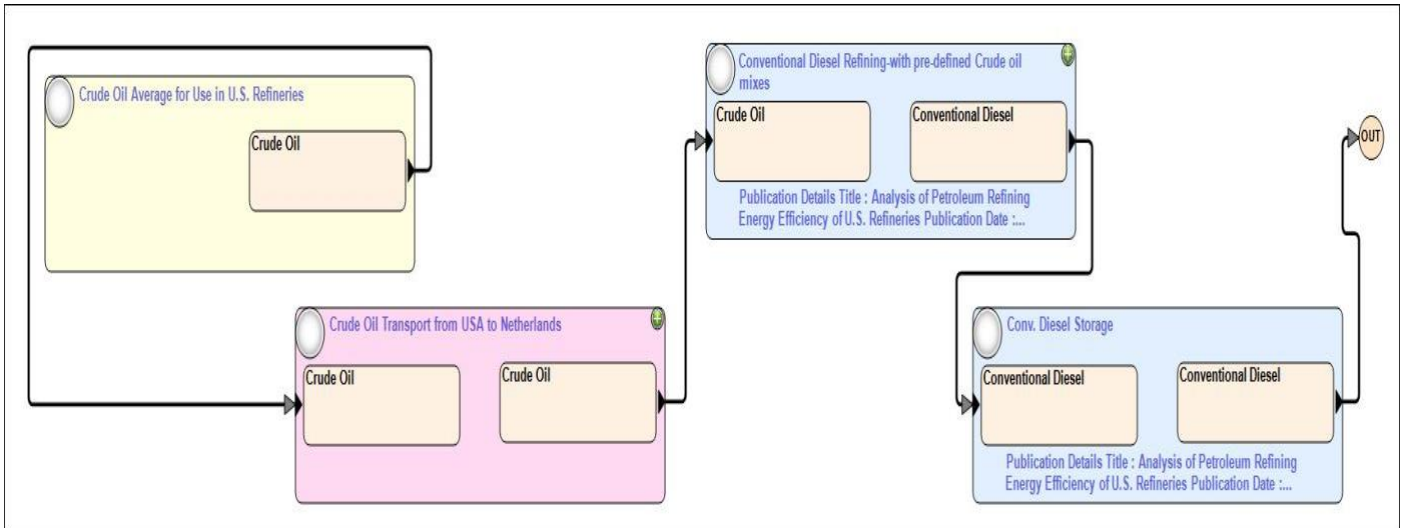 Crude Oil Average for Use in U.S. Refineries
Crude Oil
Crude Oil Transport from USA to Netherlands
Crude Oil
Crude Oil
Conventional Diesel Refining-with pre-defined Crude oil
mixes
Crude Oil
Conventional Diesel
Publication Details Title : Analysis of Petroleum Refining
Energy Efficiency of U.S. Refineries Publication Date :...
Conv. Diesel Storage
Conventional Diesel
Conventional Diesel
Publication Details Title : Analysis of Petroleum Refining
Energy Efficiency of U.S. Refineries Publication Date :...
OUT